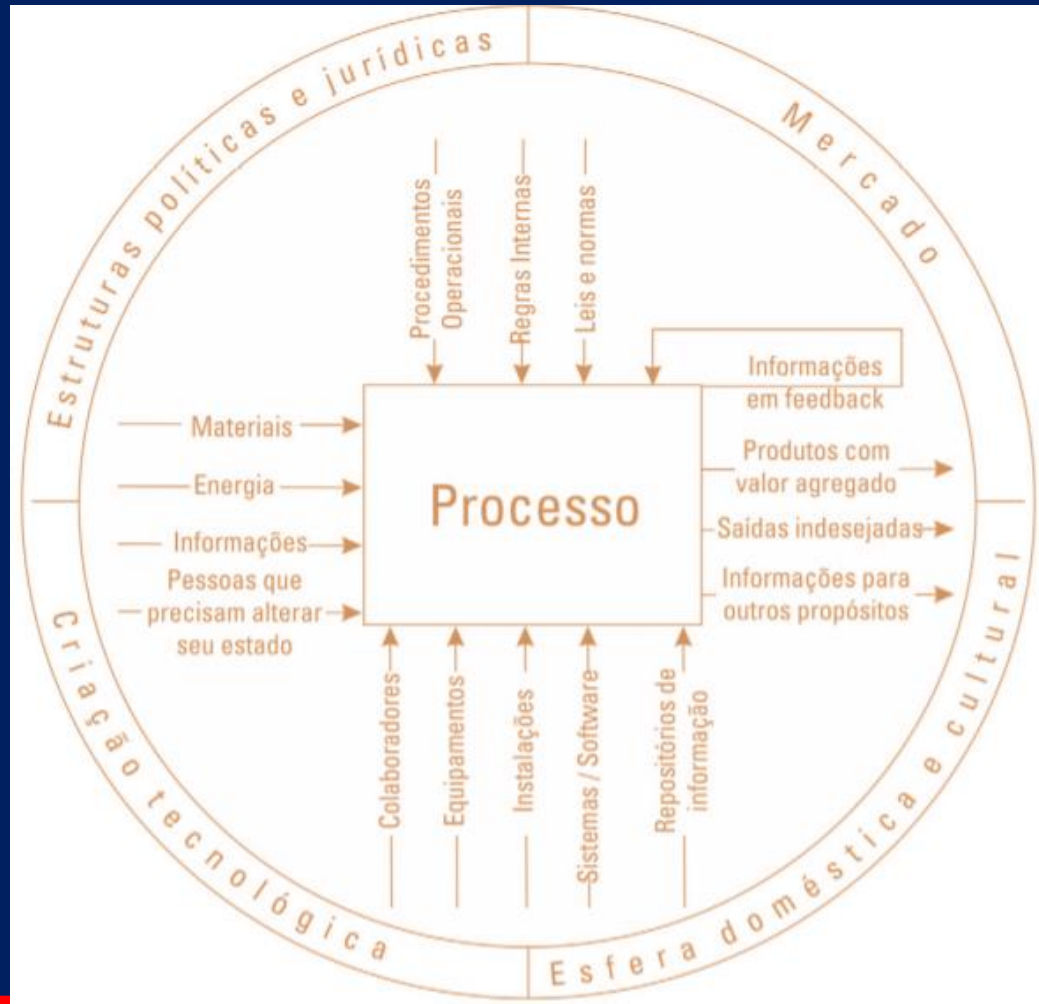 Estruturas políticas e jurídicas
Mercado
Procedimentos
Operacionais
Regras Internas
Leis e normas
Informações
em feedback
Materiais
Energia
Informações
Pessoas que
precisam alterar
seu estado
Processo
Produtos com
valor agregado
Saídas indesejadas
Informações para
outros propósitos
Colaboradores
Equipamentos
Instalações
Sistemas / Software
Repositórios de
informação
Criação tecnológica
Esfera doméstica e cultural